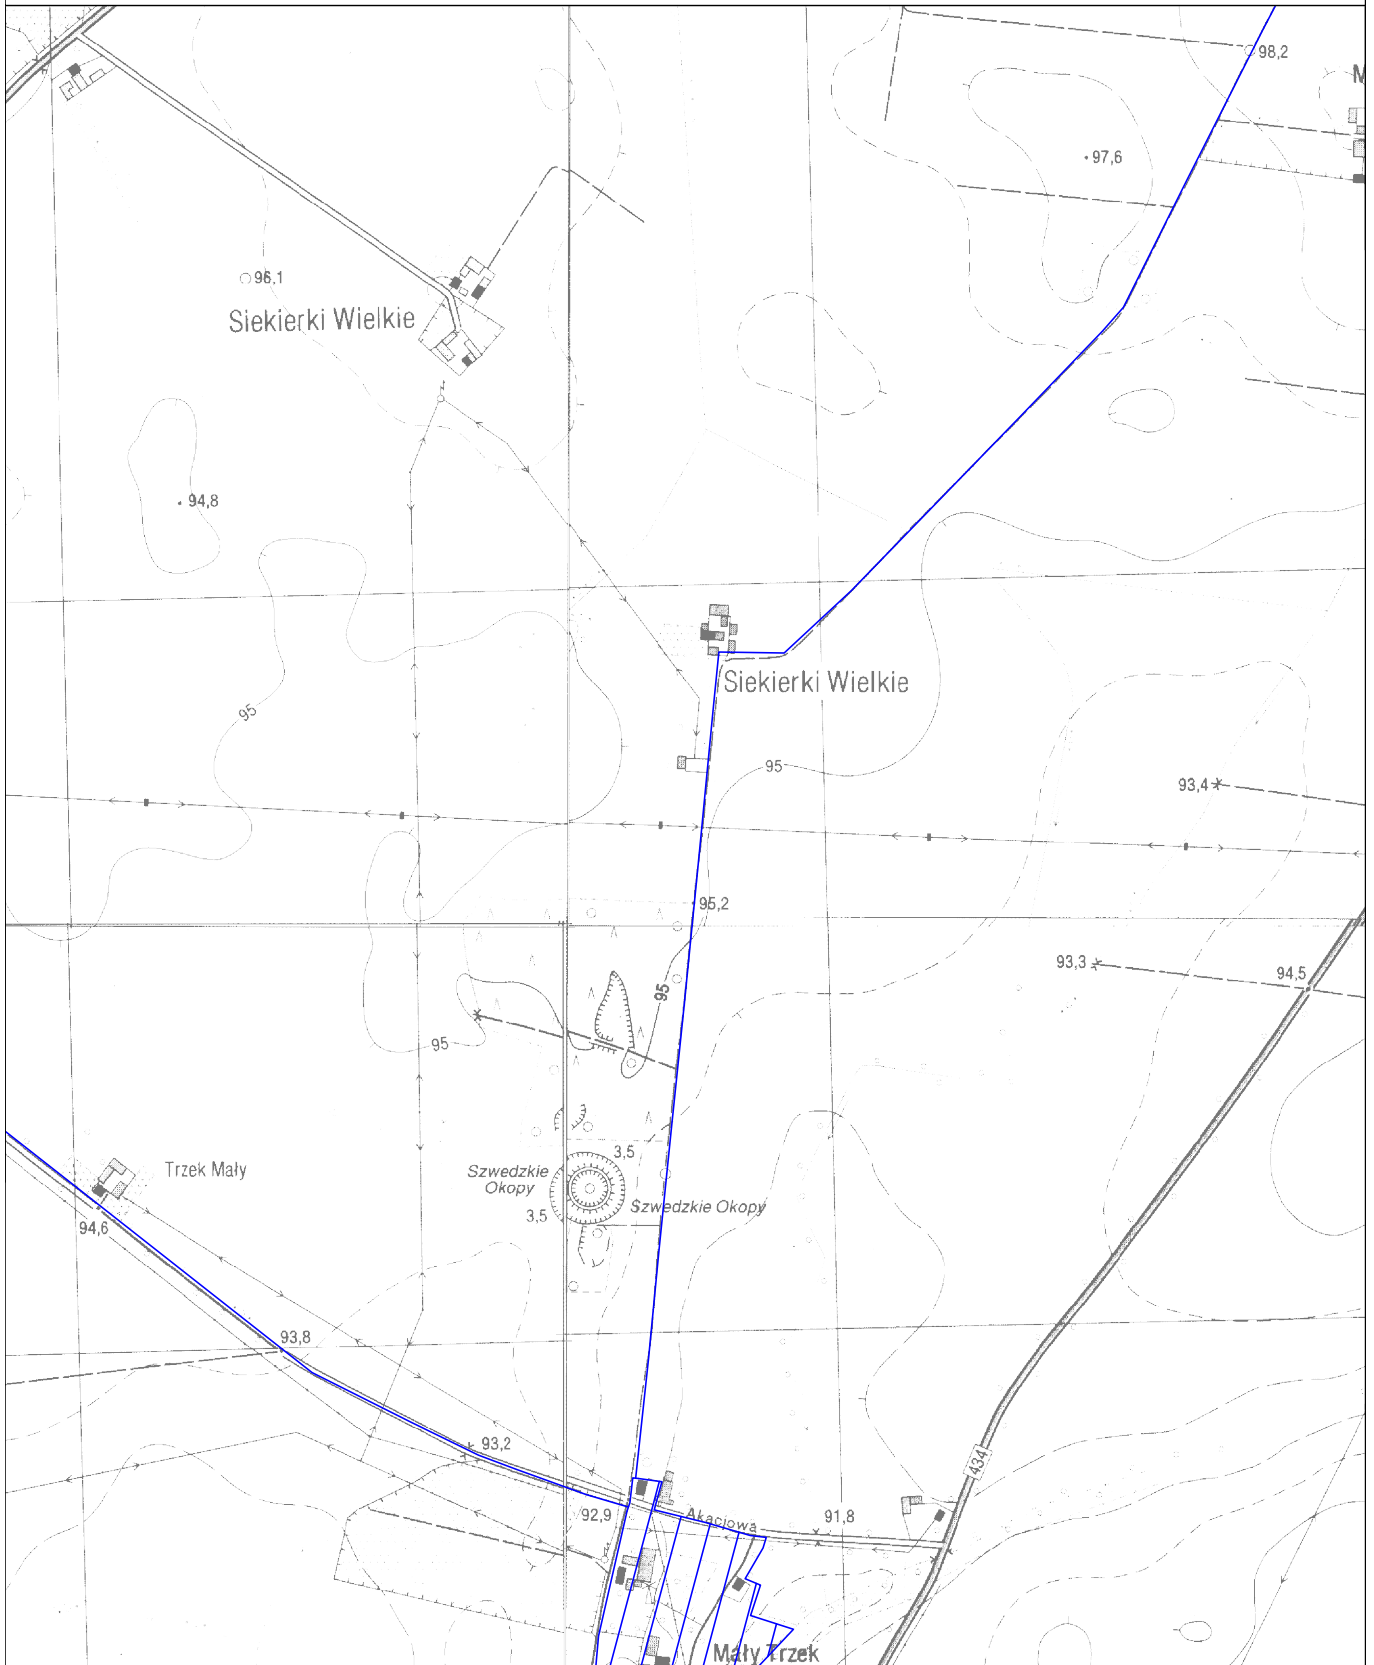 98,2
M
97,6
96,1
Siekierki Wielkie
94,8
Siekierki Wielkie
95
95
93,4
95,2
93,3
94,5
95
95
Trzek Mały
3,5
Szwedzkie
Okopy
Szwedzkie Okopy
3,5
94,6
93,8
93,2
434
92,9
Akacjowa
91,8
Mały Trzek